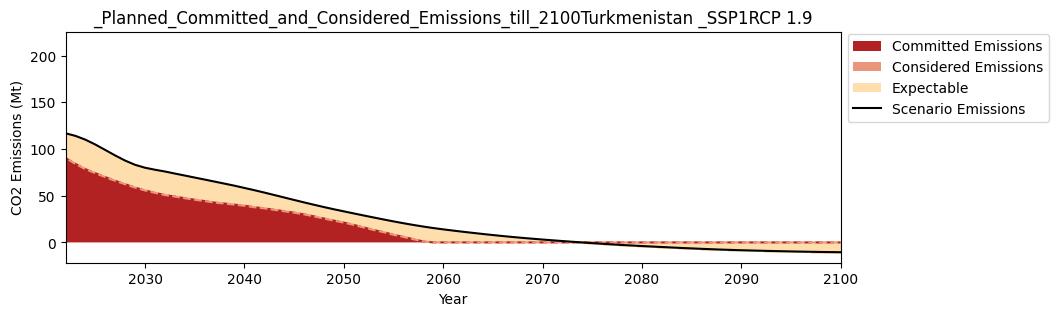 _Planned_Committed_and_Considered_Emissions_till_2100Turkmenistan _SSP1RCP 1.9
CO2 Emissions (Mt)
200
150
100
50
0
2030 2040 2050 2060 2070 2080 2090 2100
Year
Committed Emissions
Considered Emissions
Expectable
Scenario Emissions